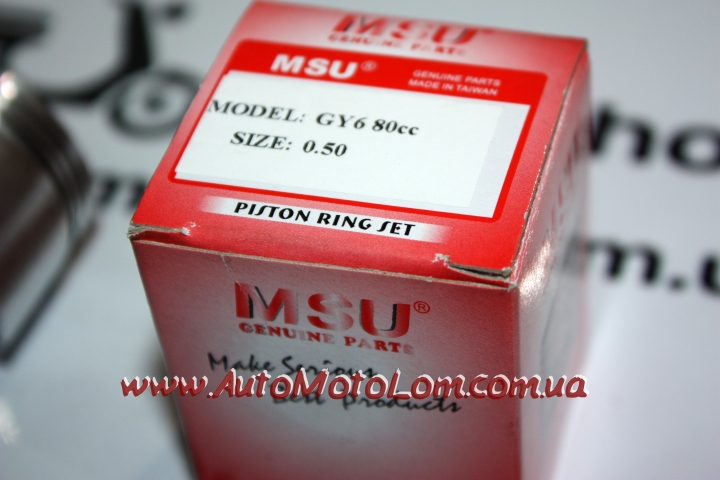 MSU
GENUINE PARTS
MSU®
GENUINE PARTS
MADE IN TAIWAN
MODEL: GY6 80cc
SIZE: 0.50
PISTON RING SET
MSU®
GENUINE PARTS
Make Serious
Best Products
www.AutoMotoLom.com.ua